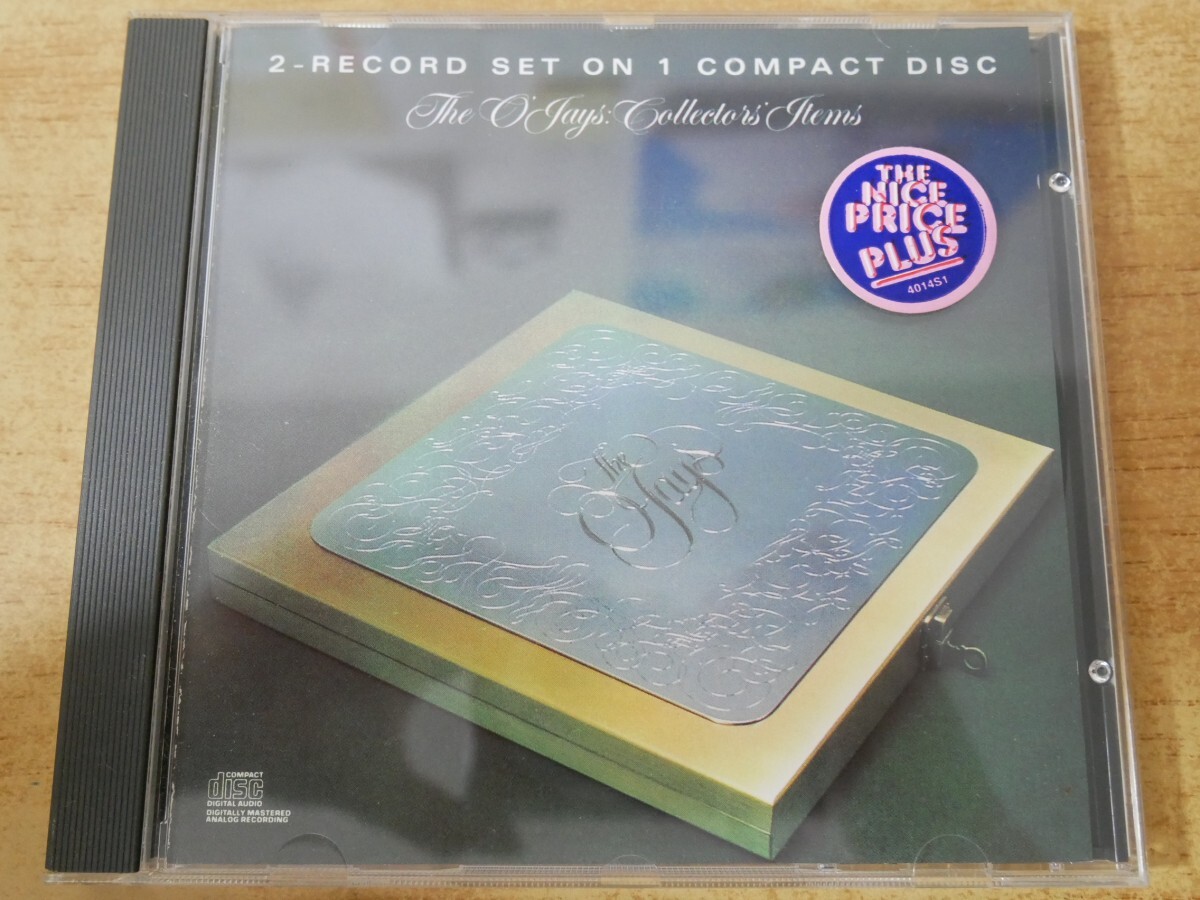 2-RECORD SET ON 1 COMPACT DISC
The O'Jays: Collectors' Items
THE
NICE
PRICE
PLUS
4014S1
the
O'Jays
COMPACT
disc
DIGITAL AUDIO
DIGITALLY MASTERED
ANALOG RECORDING